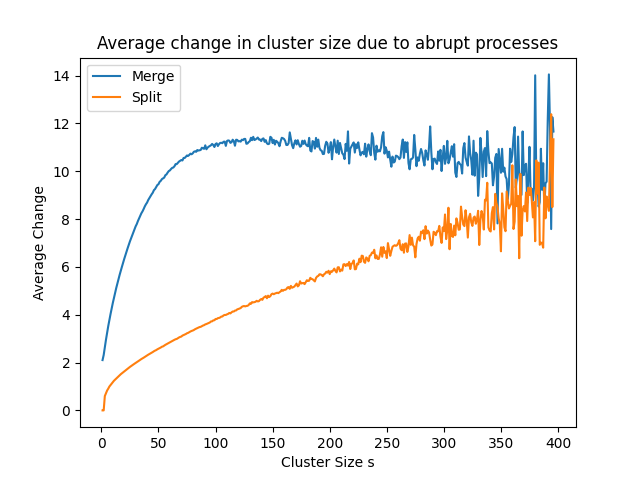 Average change in cluster size due to abrupt processes
Merge
Split
14
12
10
8
6
4
2
0
Average Change
0 50 100 150 200 250 300 350 400
Cluster Size s